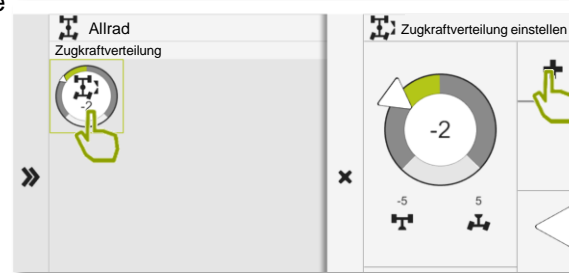 e
Allrad
Zugkraftverteilung
-2
Zugkraftverteilung einstellen
-2
-5
5